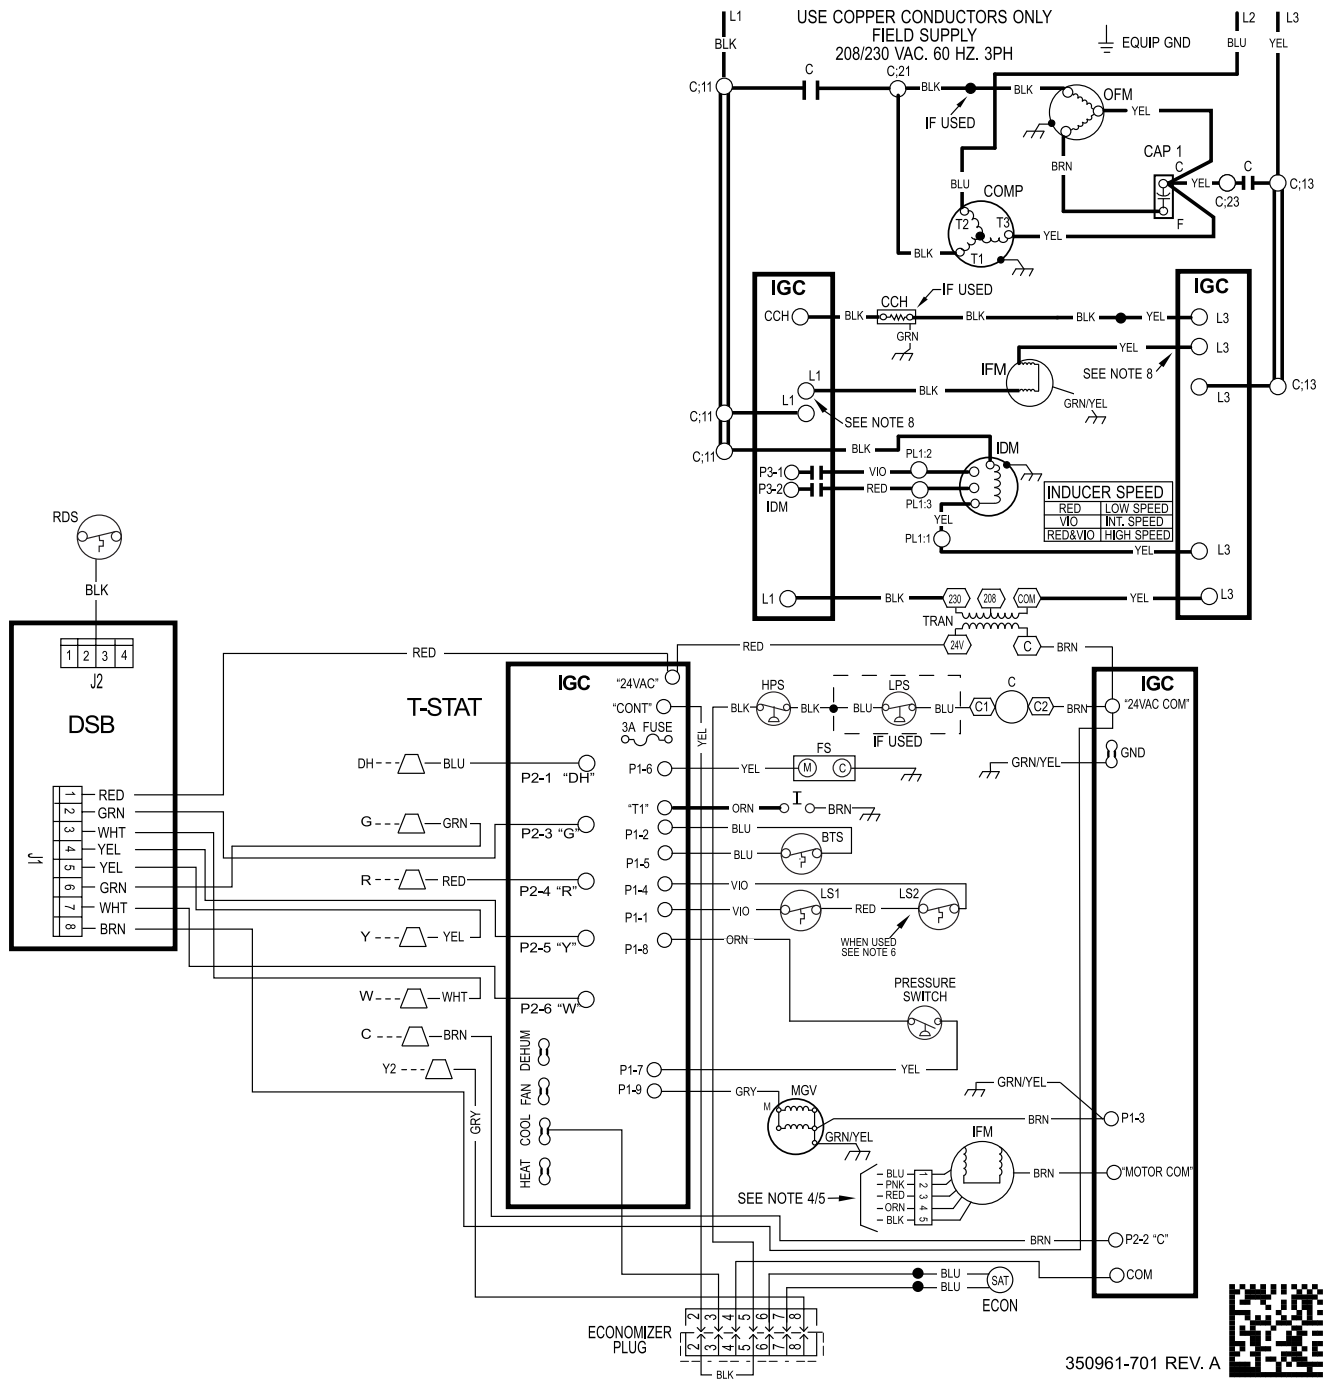 L1
USE COPPER CONDUCTORS ONLY
FIELD SUPPLY
208/230 VAC. 60 HZ. 3PH
EQUIP GND
L2
L3
BLK
BLU
YEL
C;11
C
C;21
BLK
BLK
IF USED
OFM
YEL
BRN
CAP 1
C
YEL
C
C;23
C;13
F
BLU
COMP
T2
T3
T1
YEL
BLK
IGC
IGC
CCH
BLK
CCH
IF USED
GRN
BLK
BLK
YEL
L3
YEL
L3
SEE NOTE 8
IFM
L1
BLK
GRN/YEL
L3
C;13
C;11
L1
SEE NOTE 8
C;11
BLK
IDM
PL1:2
P3-1
VIO
P3-2
RED
IDM
PL1:3
INDUCER SPEED
RED LOW SPEED
VIO INT. SPEED
RED&VIO HIGH SPEED
YEL
PL1:1
YEL
L3
L1
BLK
230
208
COM
YEL
L3
TRAN
24V
C
BRN
RED
RDS
BLK
1 2 3 4
J2
DSB
RED
T-STAT
IGC
"24VAC"
"CONT"
3A FUSE
YEL
HPS
BLK
BLK
BLU
LPS
BLU
IF USED
C1
C
C2
BRN
IGC
"24VAC COM"
GND
GRN/YEL
DH
BLU
P2-1 "DH"
P1-6
YEL
FS
M
C
"T1"
ORN
BRN
J1
1 RED
2 GRN
3 WHT
4 YEL
5 YEL
6 GRN
7 WHT
8 BRN
G
GRN
P2-3 "G"
P1-2
BLU
P1-5
BLU
BTS
R
RED
P2-4 "R"
P1-4
VIO
P1-1
VIO
LS1
RED
LS2
WHEN USED
SEE NOTE 6
Y
YEL
P2-5 "Y"
P1-8
ORN
W
WHT
P2-6 "W"
PRESSURE
SWITCH
C
BRN
Y2
GRY
DEHUM
FAN
COOL
HEAT
P1-7
YEL
P1-9
GRY
MGV
M
GRN/YEL
GRN/YEL
BRN
P1-3
IFM
BRN
"MOTOR COM"
SEE NOTE 4/5
BLU 1
PNK 2
RED 3
ORN 4
BLK 5
BRN
P2-2 "C"
COM
BLU
BLU
SAT
ECON
ECONOMIZER
PLUG
2 3 4 5 6 7 8
2 3 4 5 6 7 8
BLK
350961-701 REV. A